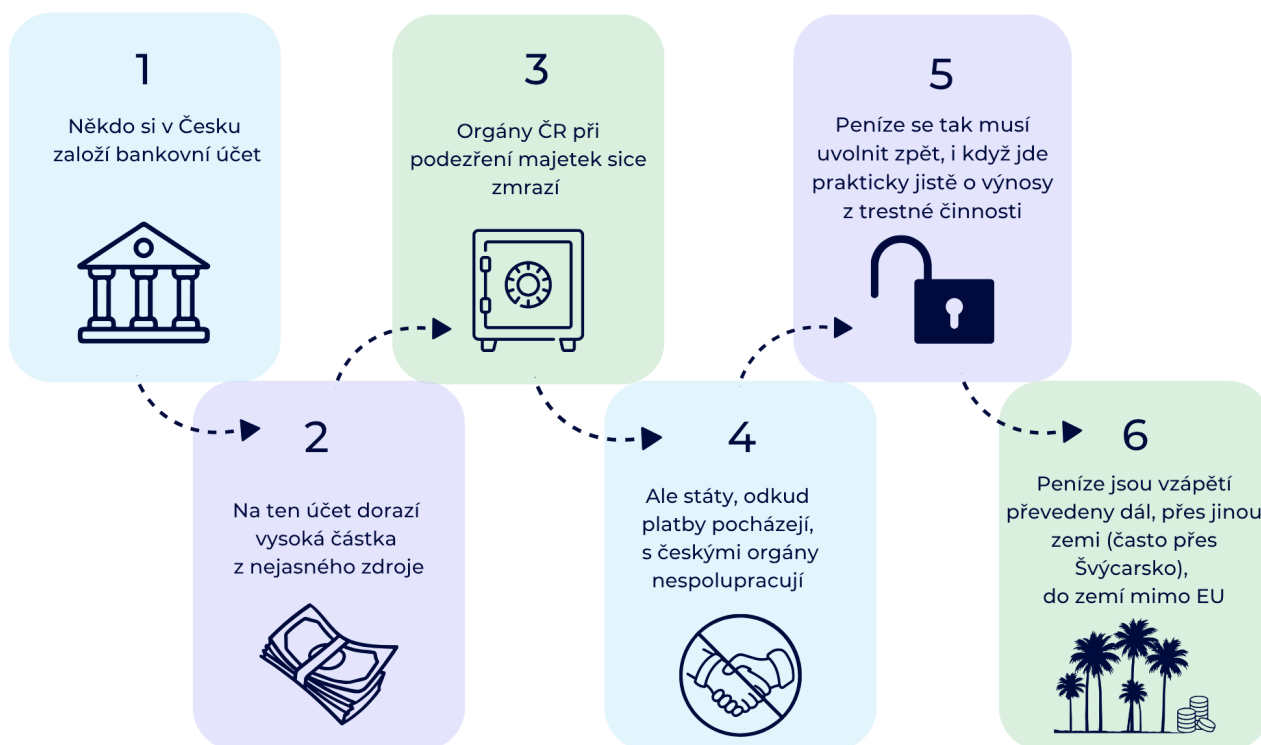 1
Někdo si v Česku
založí bankovní účet
2
Na ten účet dorazí
vysoká částka
z nejasného zdroje
3
Orgány ČR při
podezření majetek sice
zmrazí
4
Ale státy, odkud
platby pocházejí,
s českými orgány
nespolupracují
5
Peníze se tak musí
uvolnit zpět, i když jde
prakticky jistě o výnosy
z trestné činnosti
6
Peníze jsou vzápětí
převedeny dál, přes jinou
zemi (často přes
Švýcarsko),
do zemí mimo EU